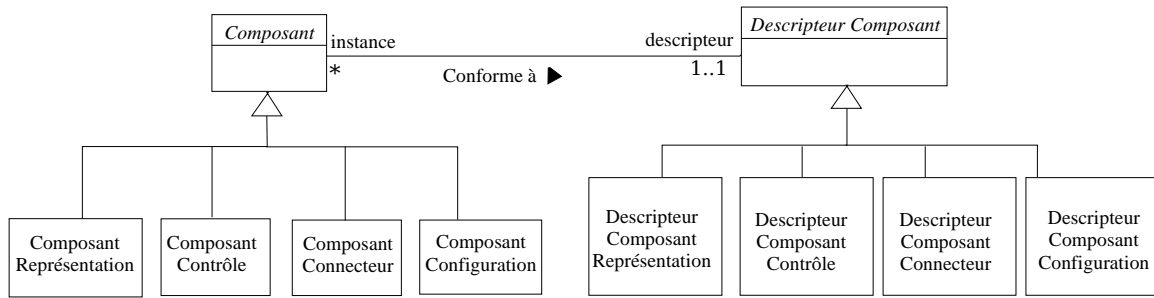 Composant
Descripteur Composant
instance
descripteur
*
1..1
Conforme à
Composant
Représentation
Composant
Contrôle
Composant
Connecteur
Composant
Configuration
Descripteur
Composant
Représentation
Descripteur
Composant
Contrôle
Descripteur
Composant
Connecteur
Descripteur
Composant
Configuration